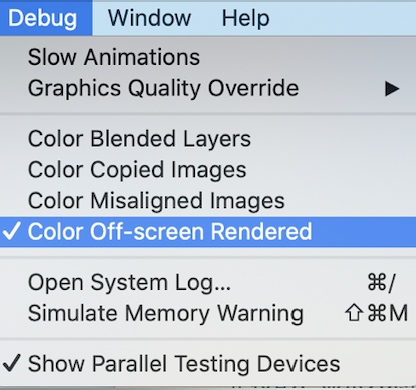 Debug Window Help
Slow Animations
Graphics Quality Override ▶
Color Blended Layers
Color Copied Images
Color Misaligned Images
✓ Color Off-screen Rendered
Open System Log... ⌘/
Simulate Memory Warning ⇧⌘M
✓ Show Parallel Testing Devices